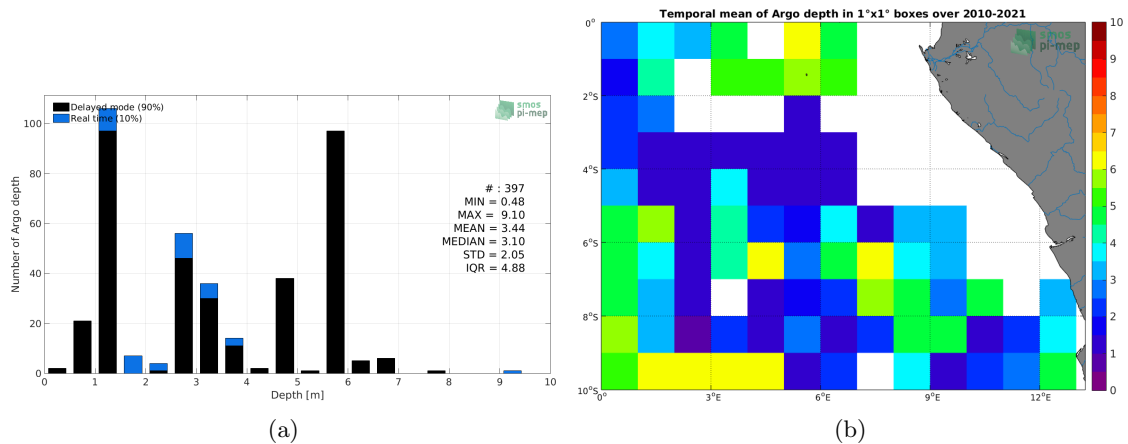 Temporal mean of Argo depth in 1°x1° boxes over 2010-2021
Delayed mode (90%)
Real time (10%)
smos
pi-mep
# : 397
MIN = 0.48
MAX = 9.10
MEAN = 3.44
MEDIAN = 3.10
STD = 2.05
IQR = 4.88
Number of Argo depth
0
20
40
60
80
100
0 1 2 3 4 5 6 7 8 9 10
Depth [m]
(a)
smos
pi-mep
0°
2°S
4°S
6°S
8°S
10°S
0° 3°E 6°E 9°E 12°E
10
9
8
7
6
5
4
3
2
1
0
(b)